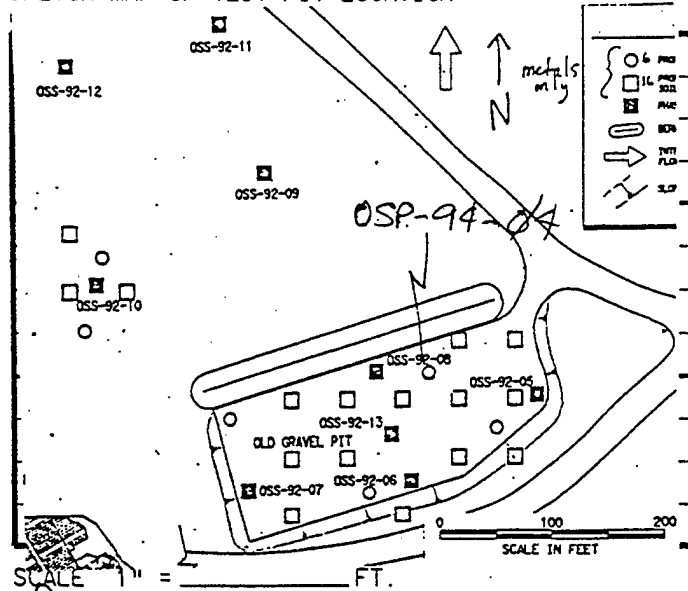 OSS-92-11
OSS-92-12
metals
only
N
6
16
OSS-92-09
OSP-94-04
OSS-92-10
OSS-92-08
OSS-92-05
OSS-92-13
OLD GRAVEL PIT
OSS-92-06
OSS-92-07
0 100 200
SCALE IN FEET
SCALE 1" = FT.